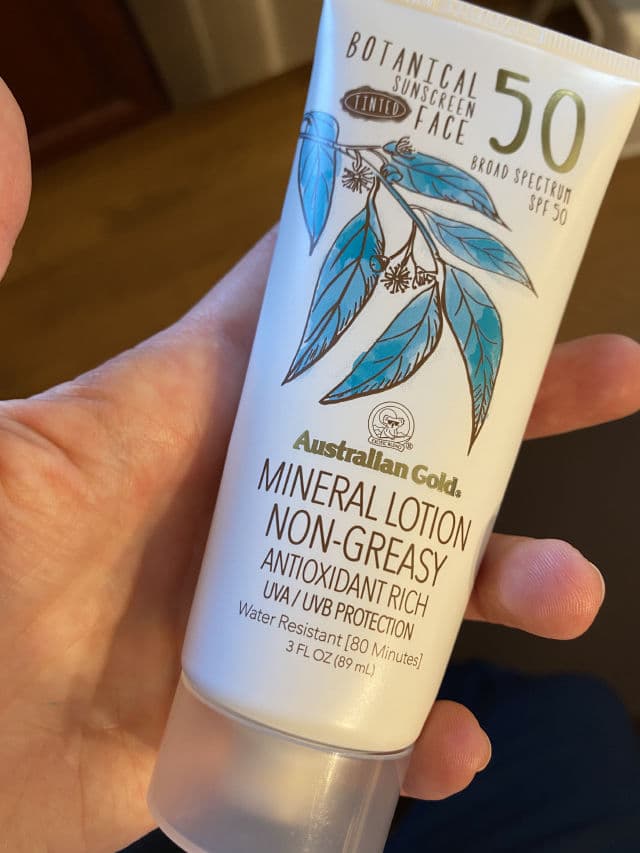 BOTANICAL
SUNSCREEN
TINTED FACE
50
BROAD SPECTRUM
SPF 50
Australian Gold®
MINERAL LOTION
NON-GREASY
ANTIOXIDANT RICH
UVA / UVB PROTECTION
Water Resistant [80 Minutes]
3 FL OZ (89 mL)